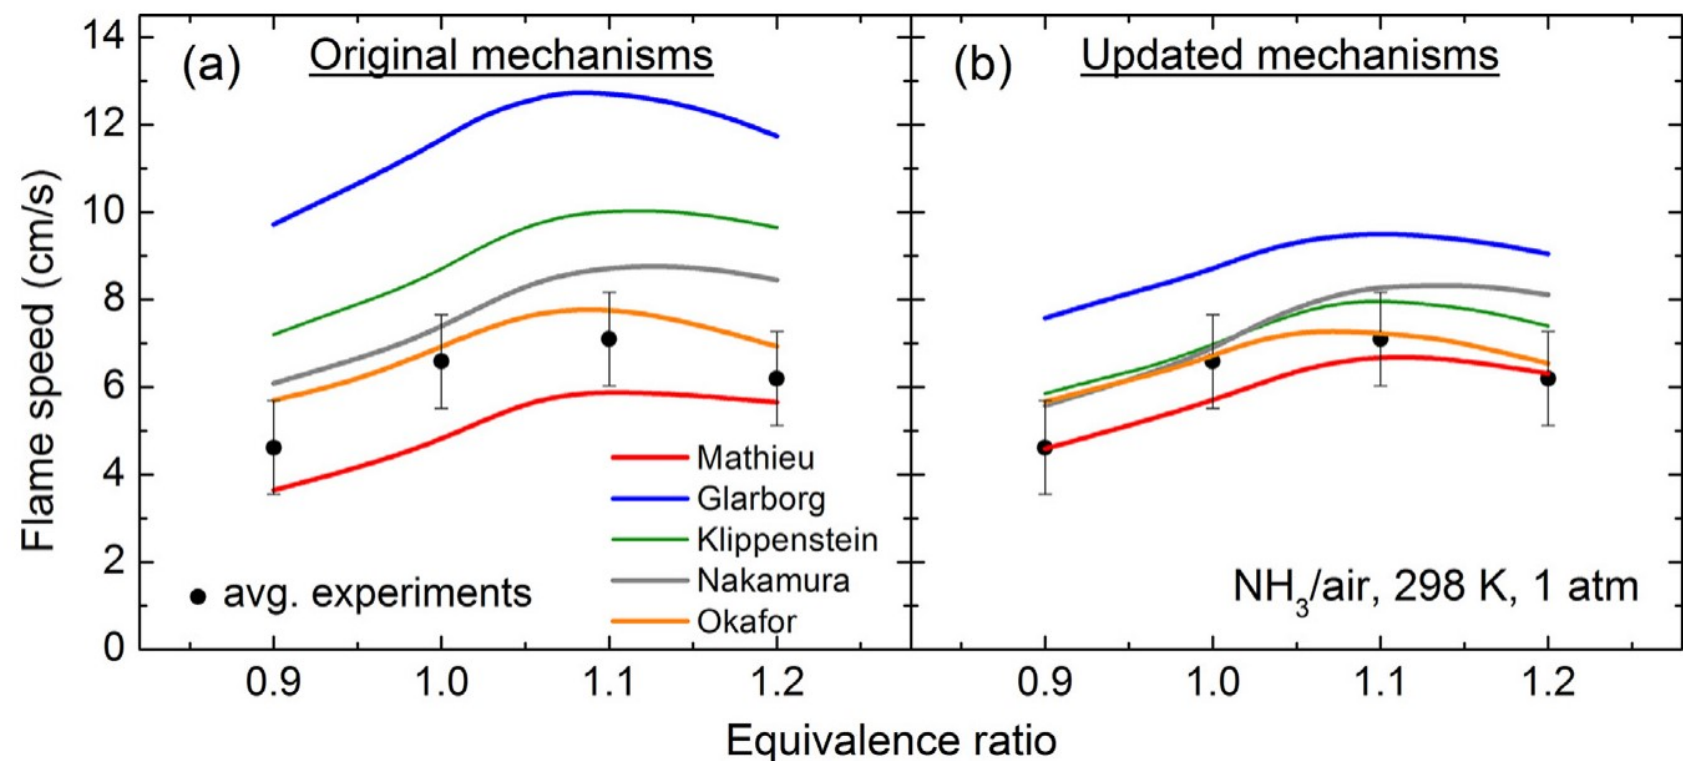 (a) Original mechanisms
(b) Updated mechanisms
Flame speed (cm/s)
14
12
10
8
6
4
2
0
Mathieu
Glarborg
Klippenstein
Nakamura
Okafor
avg. experiments
NH₃/air, 298 K, 1 atm
0.9 1.0 1.1 1.2
0.9 1.0 1.1 1.2
Equivalence ratio